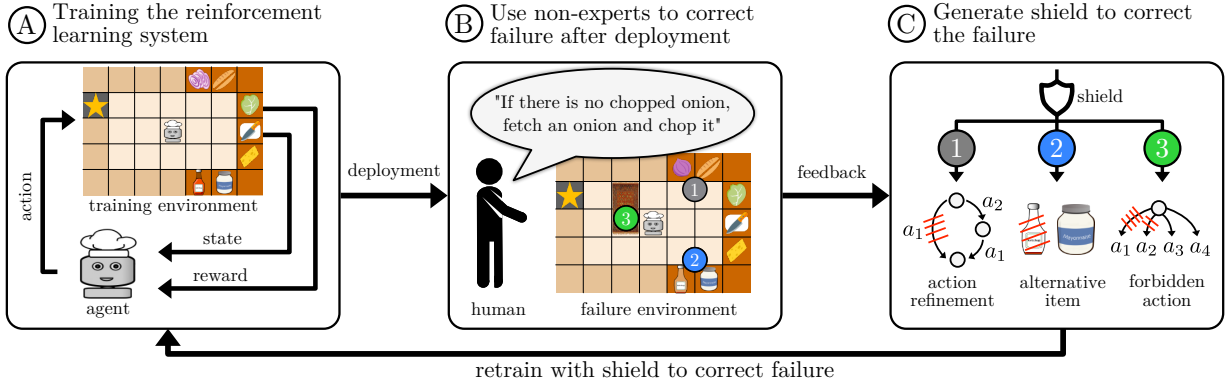 A
Training the reinforcement
learning system
action
training environment
state
reward
agent
deployment
B
Use non-experts to correct
failure after deployment
"If there is no chopped onion,
fetch an onion and chop it"
1
3
2
human
failure environment
feedback
C
Generate shield to correct
the failure
shield
1
2
3
a1
a2
a1
action
refinement
Mayonnaise
alternative
item
a1 a2 a3 a4
forbidden
action
retrain with shield to correct failure